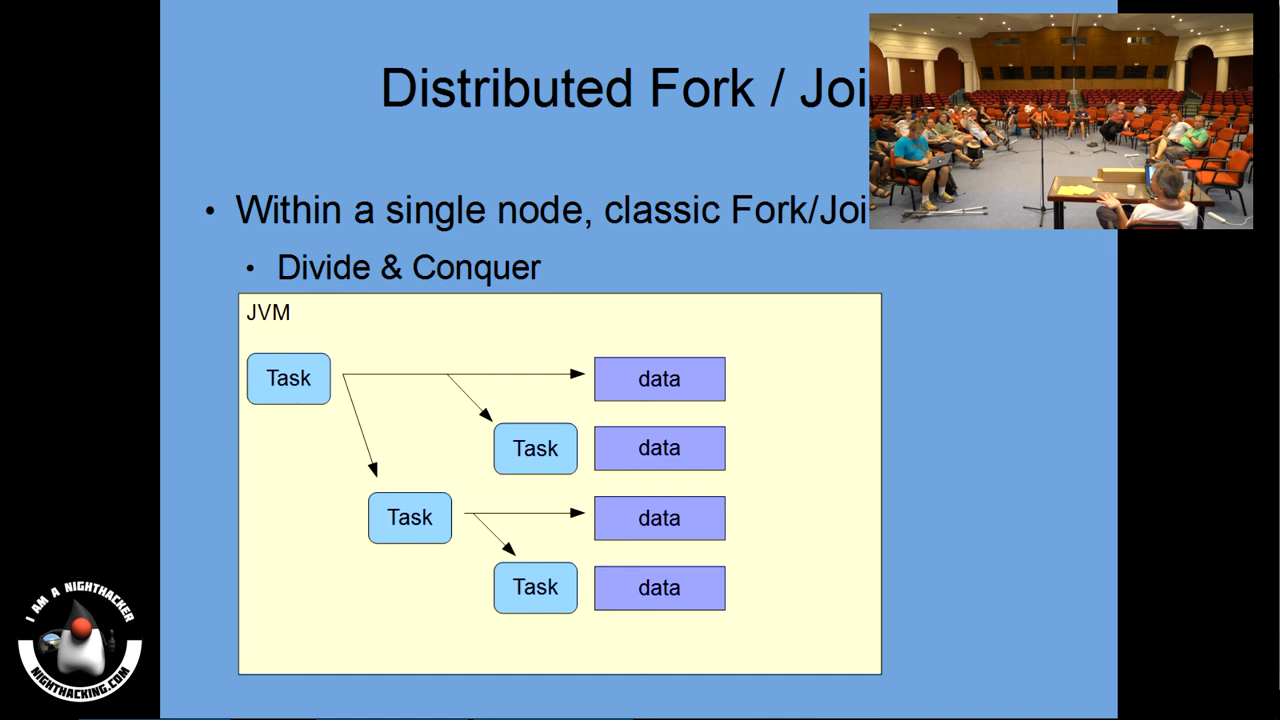 Distributed Fork / Joi
• Within a single node, classic Fork/Joi
• Divide & Conquer
JVM
Task
data
Task
data
Task
data
Task
data
I AM A NIGHTHACKER
NIGHTHACKING.COM